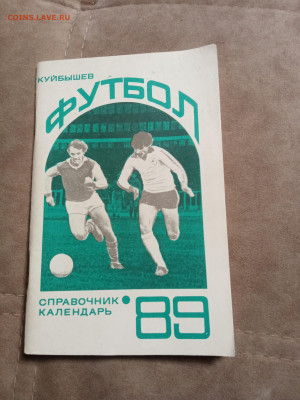 COINS.LAVE.RU
КУЙБЫШЕВ
ФУТБОЛ
СПРАВОЧНИК
КАЛЕНДАРЬ
'89